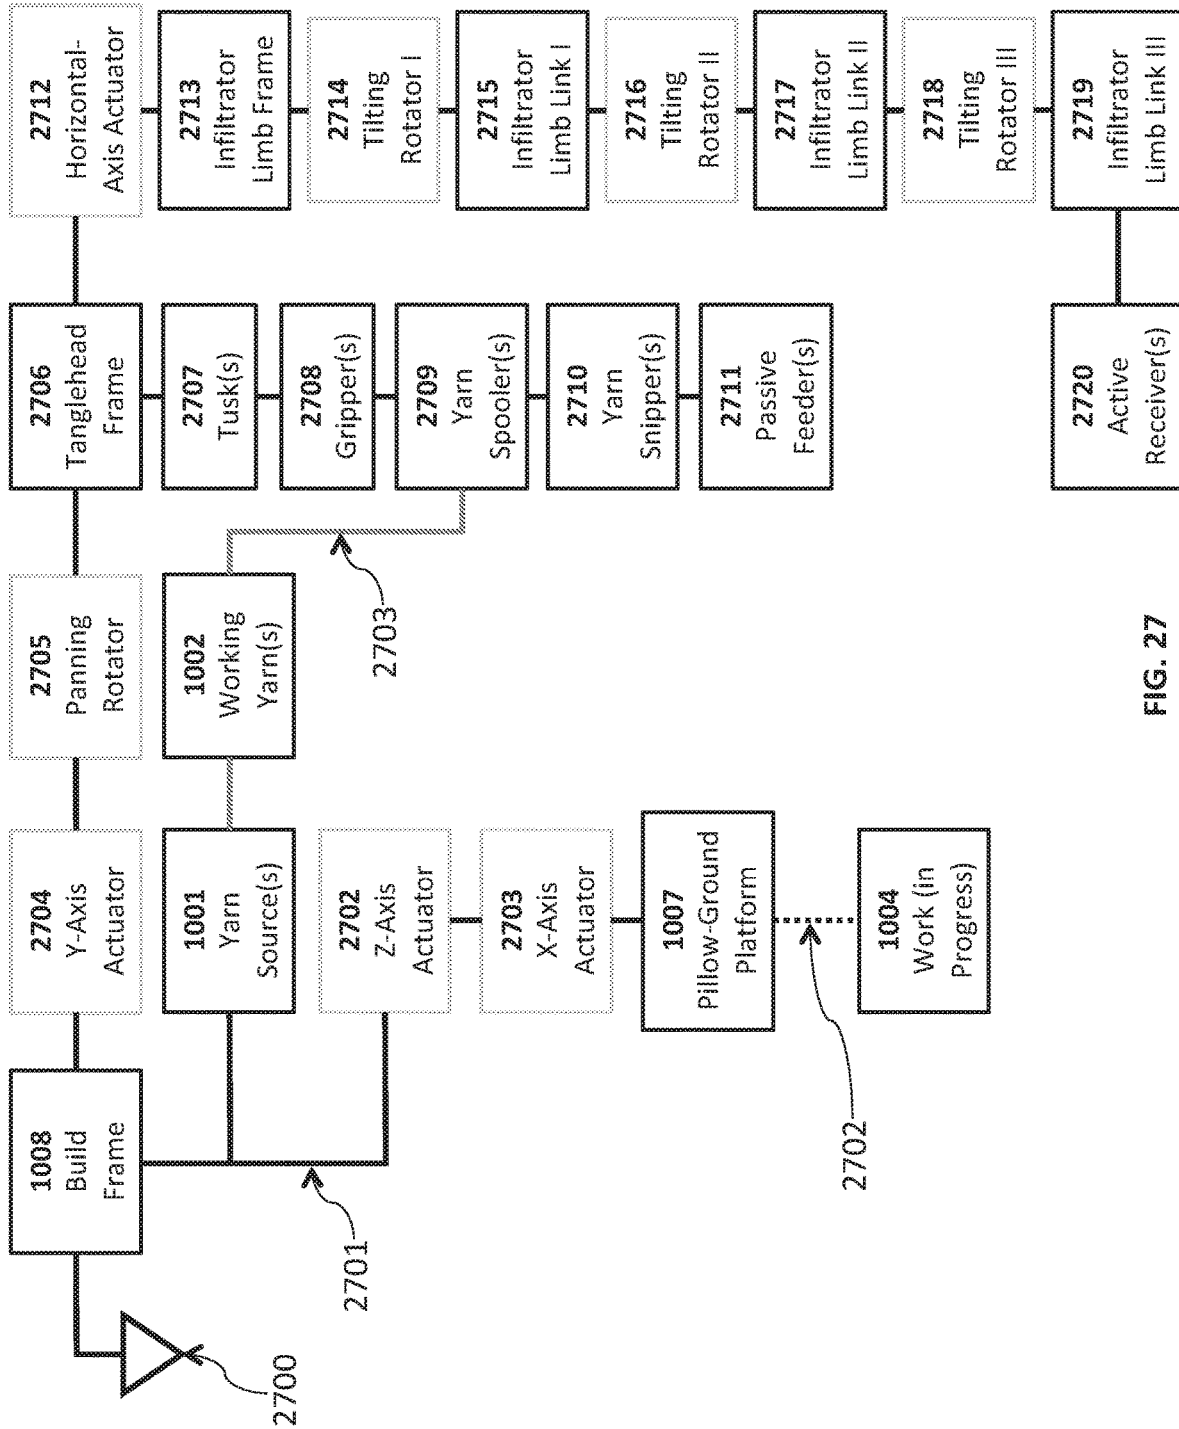 1008
Build
Frame
2704
Y-Axis
Actuator
2705
Panning
Rotator
2706
Tanglehead
Frame
2712
Horizontal-
Axis Actuator
1001
Yarn
Source(s)
1002
Working
Yarn(s)
2707
Tusk(s)
2713
Infiltrator
Limb Frame
2708
Gripper(s)
2714
Tilting
Rotator I
2702
Z-Axis
Actuator
2703
2709
Yarn
Spooler(s)
2715
Infiltrator
Limb Link I
2700
2701
2703
X-Axis
Actuator
2710
Yarn
Snipper(s)
2716
Tilting
Rotator II
1007
Pillow-Ground
Platform
2711
Passive
Feeder(s)
2717
Infiltrator
Limb Link II
2702
1004
Work (in
Progress)
2718
Tilting
Rotator III
2720
Active
Receiver(s)
2719
Infiltrator
Limb Link III
FIG. 27